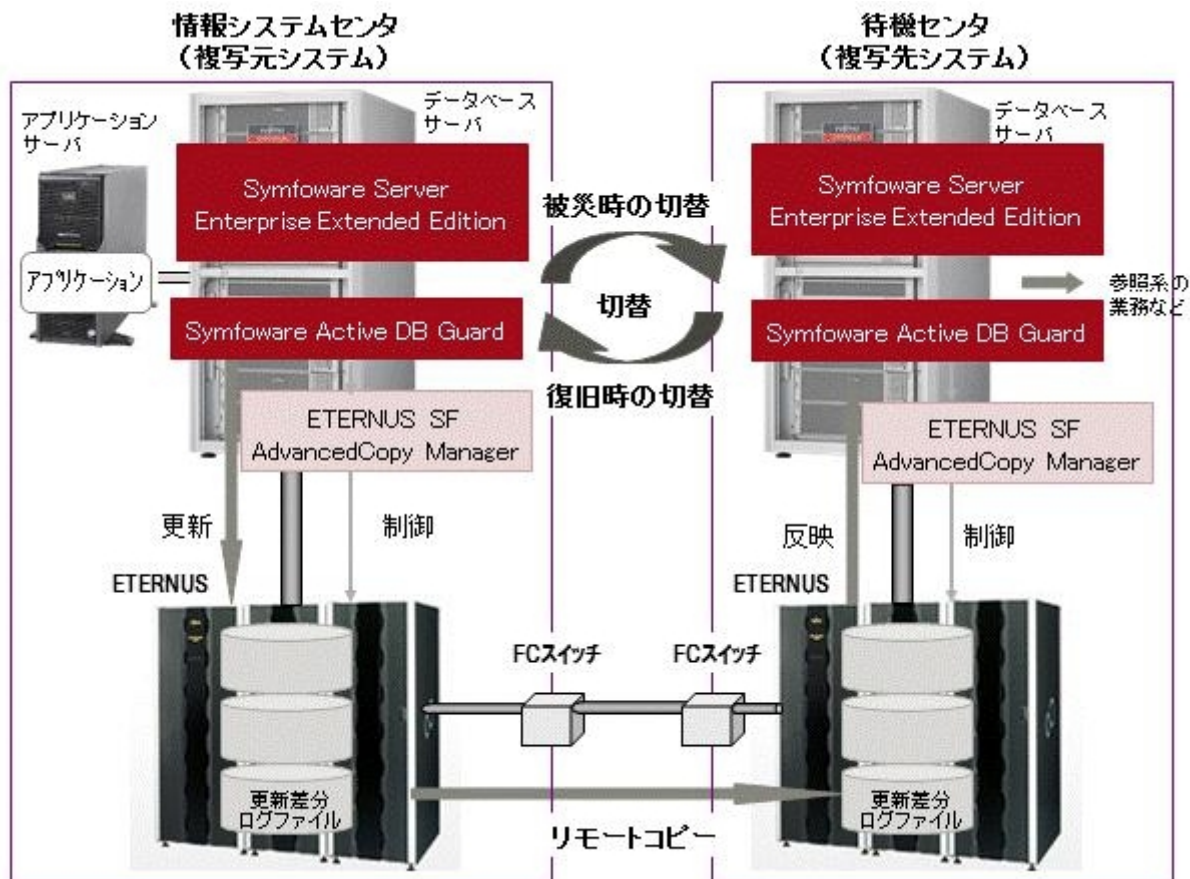 情報システムセンタ
（複写元システム）
待機センタ
（複写先システム）
アプリケーション
サーバ
データベース
サーバ
データベース
サーバ
Symfoware Server
Enterprise Extended Edition
Symfoware Server
Enterprise Extended Edition
被災時の切替
アプリケーション
切替
参照系の
業務など
Symfoware Active DB Guard
Symfoware Active DB Guard
復旧時の切替
ETERNUS SF
AdvancedCopy Manager
ETERNUS SF
AdvancedCopy Manager
更新
制御
反映
制御
ETERNUS
ETERNUS
FCスイッチ
FCスイッチ
更新差分
ログファイル
更新差分
ログファイル
リモートコピー